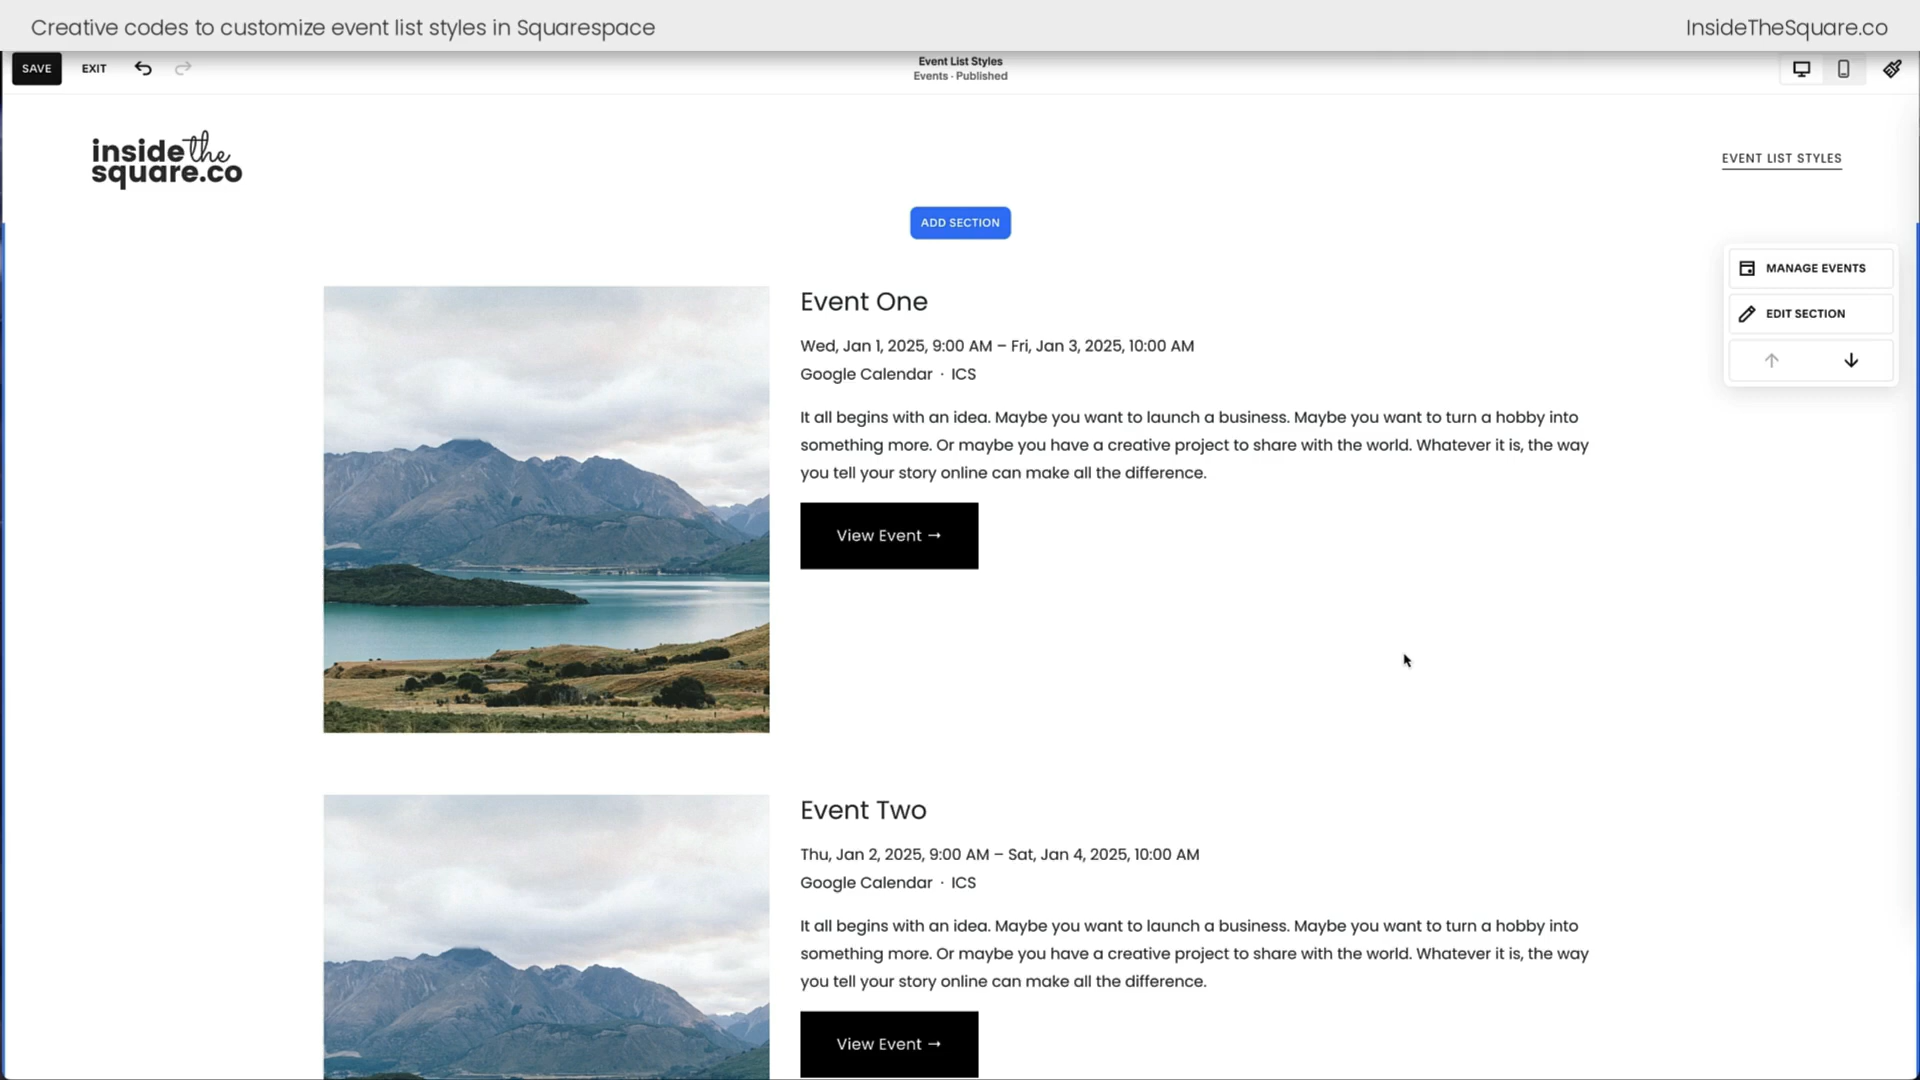 Creative codes to customize event list styles in Squarespace
InsideTheSquare.co
SAVE
EXIT
Event List Styles
Events · Published
inside the
square.co
EVENT LIST STYLES
ADD SECTION
MANAGE EVENTS
EDIT SECTION
Event One
Wed, Jan 1, 2025, 9:00 AM – Fri, Jan 3, 2025, 10:00 AM
Google Calendar · ICS
It all begins with an idea. Maybe you want to launch a business. Maybe you want to turn a hobby into
something more. Or maybe you have a creative project to share with the world. Whatever it is, the way
you tell your story online can make all the difference.
View Event →
Event Two
Thu, Jan 2, 2025, 9:00 AM – Sat, Jan 4, 2025, 10:00 AM
Google Calendar · ICS
It all begins with an idea. Maybe you want to launch a business. Maybe you want to turn a hobby into
something more. Or maybe you have a creative project to share with the world. Whatever it is, the way
you tell your story online can make all the difference.
View Event →